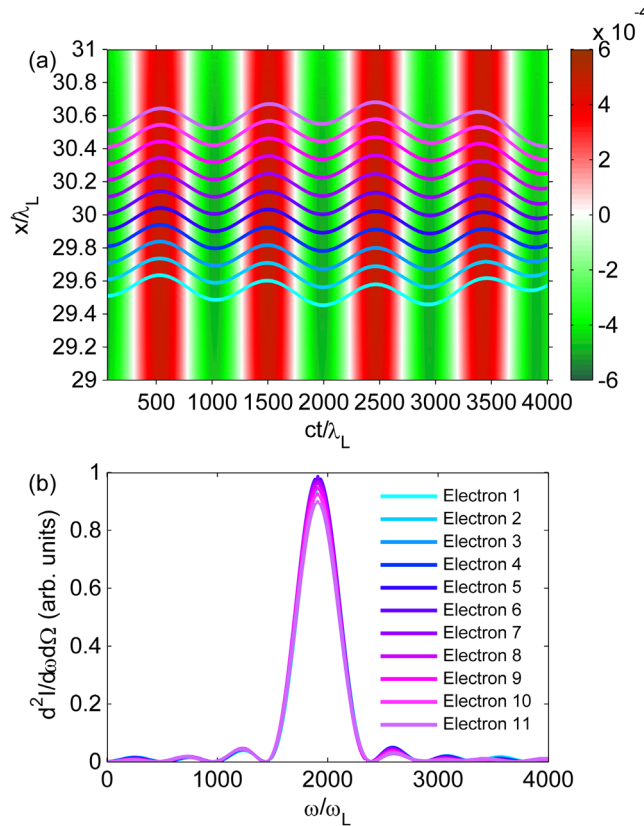 (a)
x 10⁻⁴
x/λ_L
31
30.8
30.6
30.4
30.2
30
29.8
29.6
29.4
29.2
29
500 1000 1500 2000 2500 3000 3500 4000
ct/λ_L
6
4
2
0
-2
-4
-6
(b)
d²I/dωdΩ (arb. units)
1
0.8
0.6
0.4
0.2
0
0 1000 2000 3000 4000
ω/ω_L
Electron 1
Electron 2
Electron 3
Electron 4
Electron 5
Electron 6
Electron 7
Electron 8
Electron 9
Electron 10
Electron 11